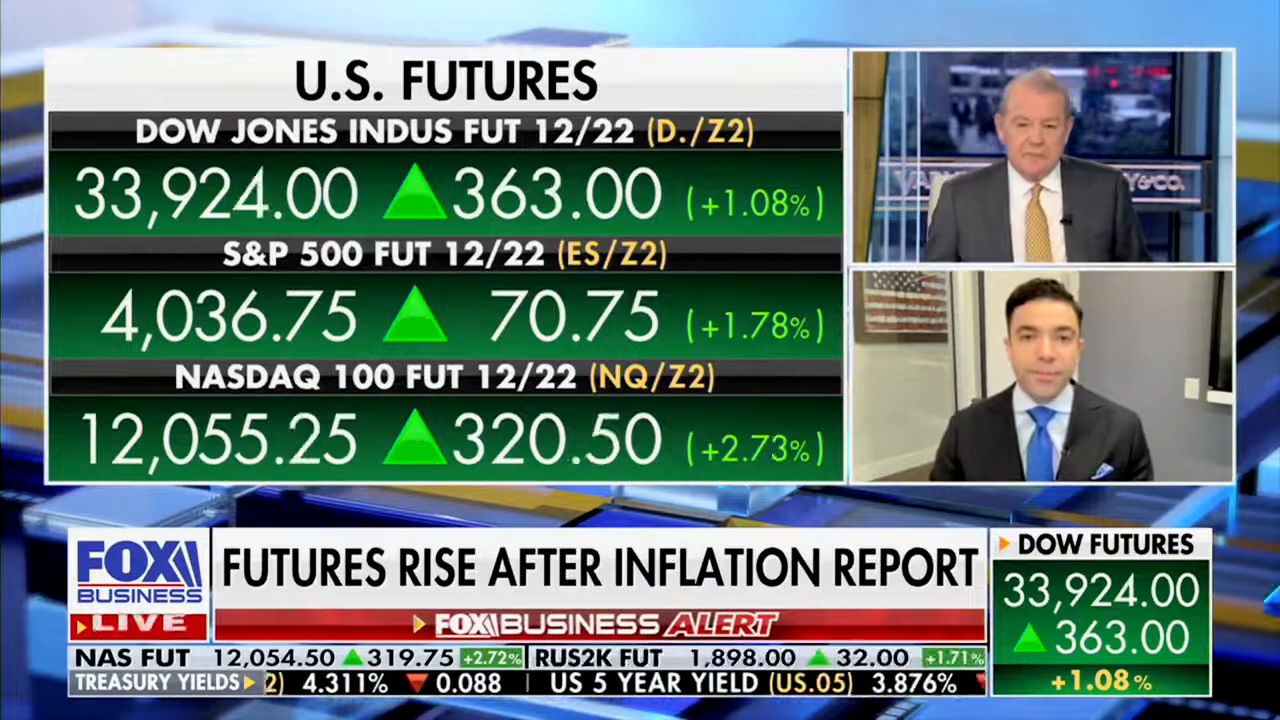 U.S. FUTURES
DOW JONES INDUS FUT 12/22 (D./Z2)
33,924.00 ▲ 363.00 (+1.08%)
S&P 500 FUT 12/22 (ES/Z2)
4,036.75 ▲ 70.75 (+1.78%)
NASDAQ 100 FUT 12/22 (NQ/Z2)
12,055.25 ▲ 320.50 (+2.73%)
&CO.
FOX
BUSINESS
LIVE
FUTURES RISE AFTER INFLATION REPORT
FOX BUSINESS ALERT
DOW FUTURES
33,924.00
▲ 363.00
+1.08%
NAS FUT 12,054.50 ▲ 319.75 +2.72% RUS2K FUT 1,898.00 ▲ 32.00 +1.71%
TREASURY YIELDS 2) 4.311% ▼ 0.088 US 5 YEAR YIELD (US.05) 3.876%